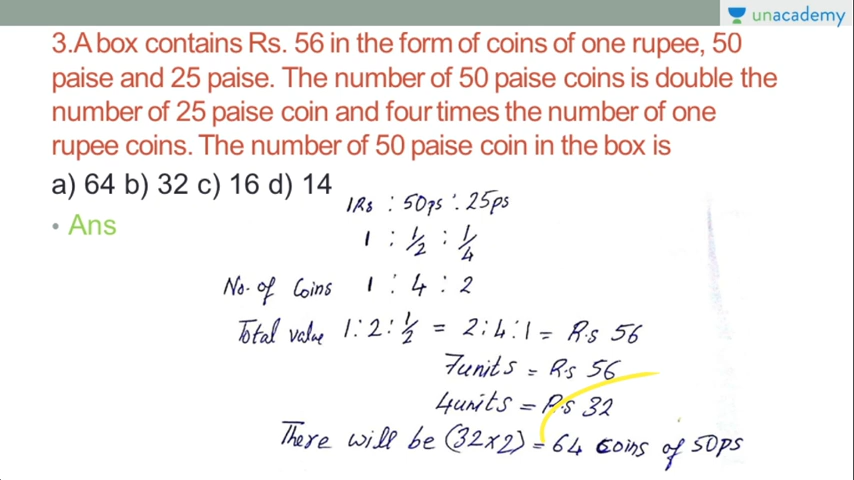 unacademy
3.A box contains Rs. 56 in the form of coins of one rupee, 50
paise and 25 paise. The number of 50 paise coins is double the
number of 25 paise coin and four times the number of one
rupee coins. The number of 50 paise coin in the box is
a) 64 b) 32 c) 16 d) 14
• Ans
1Rs : 50ps : 25ps
1 : 1/2 : 1/4
No. of Coins 1 : 4 : 2
Total value 1 : 2 : 1/2 = 2 : 4 : 1 = Rs 56
7units = Rs 56
4units = Rs 32
There will be (32x2) = 64 coins of 50ps